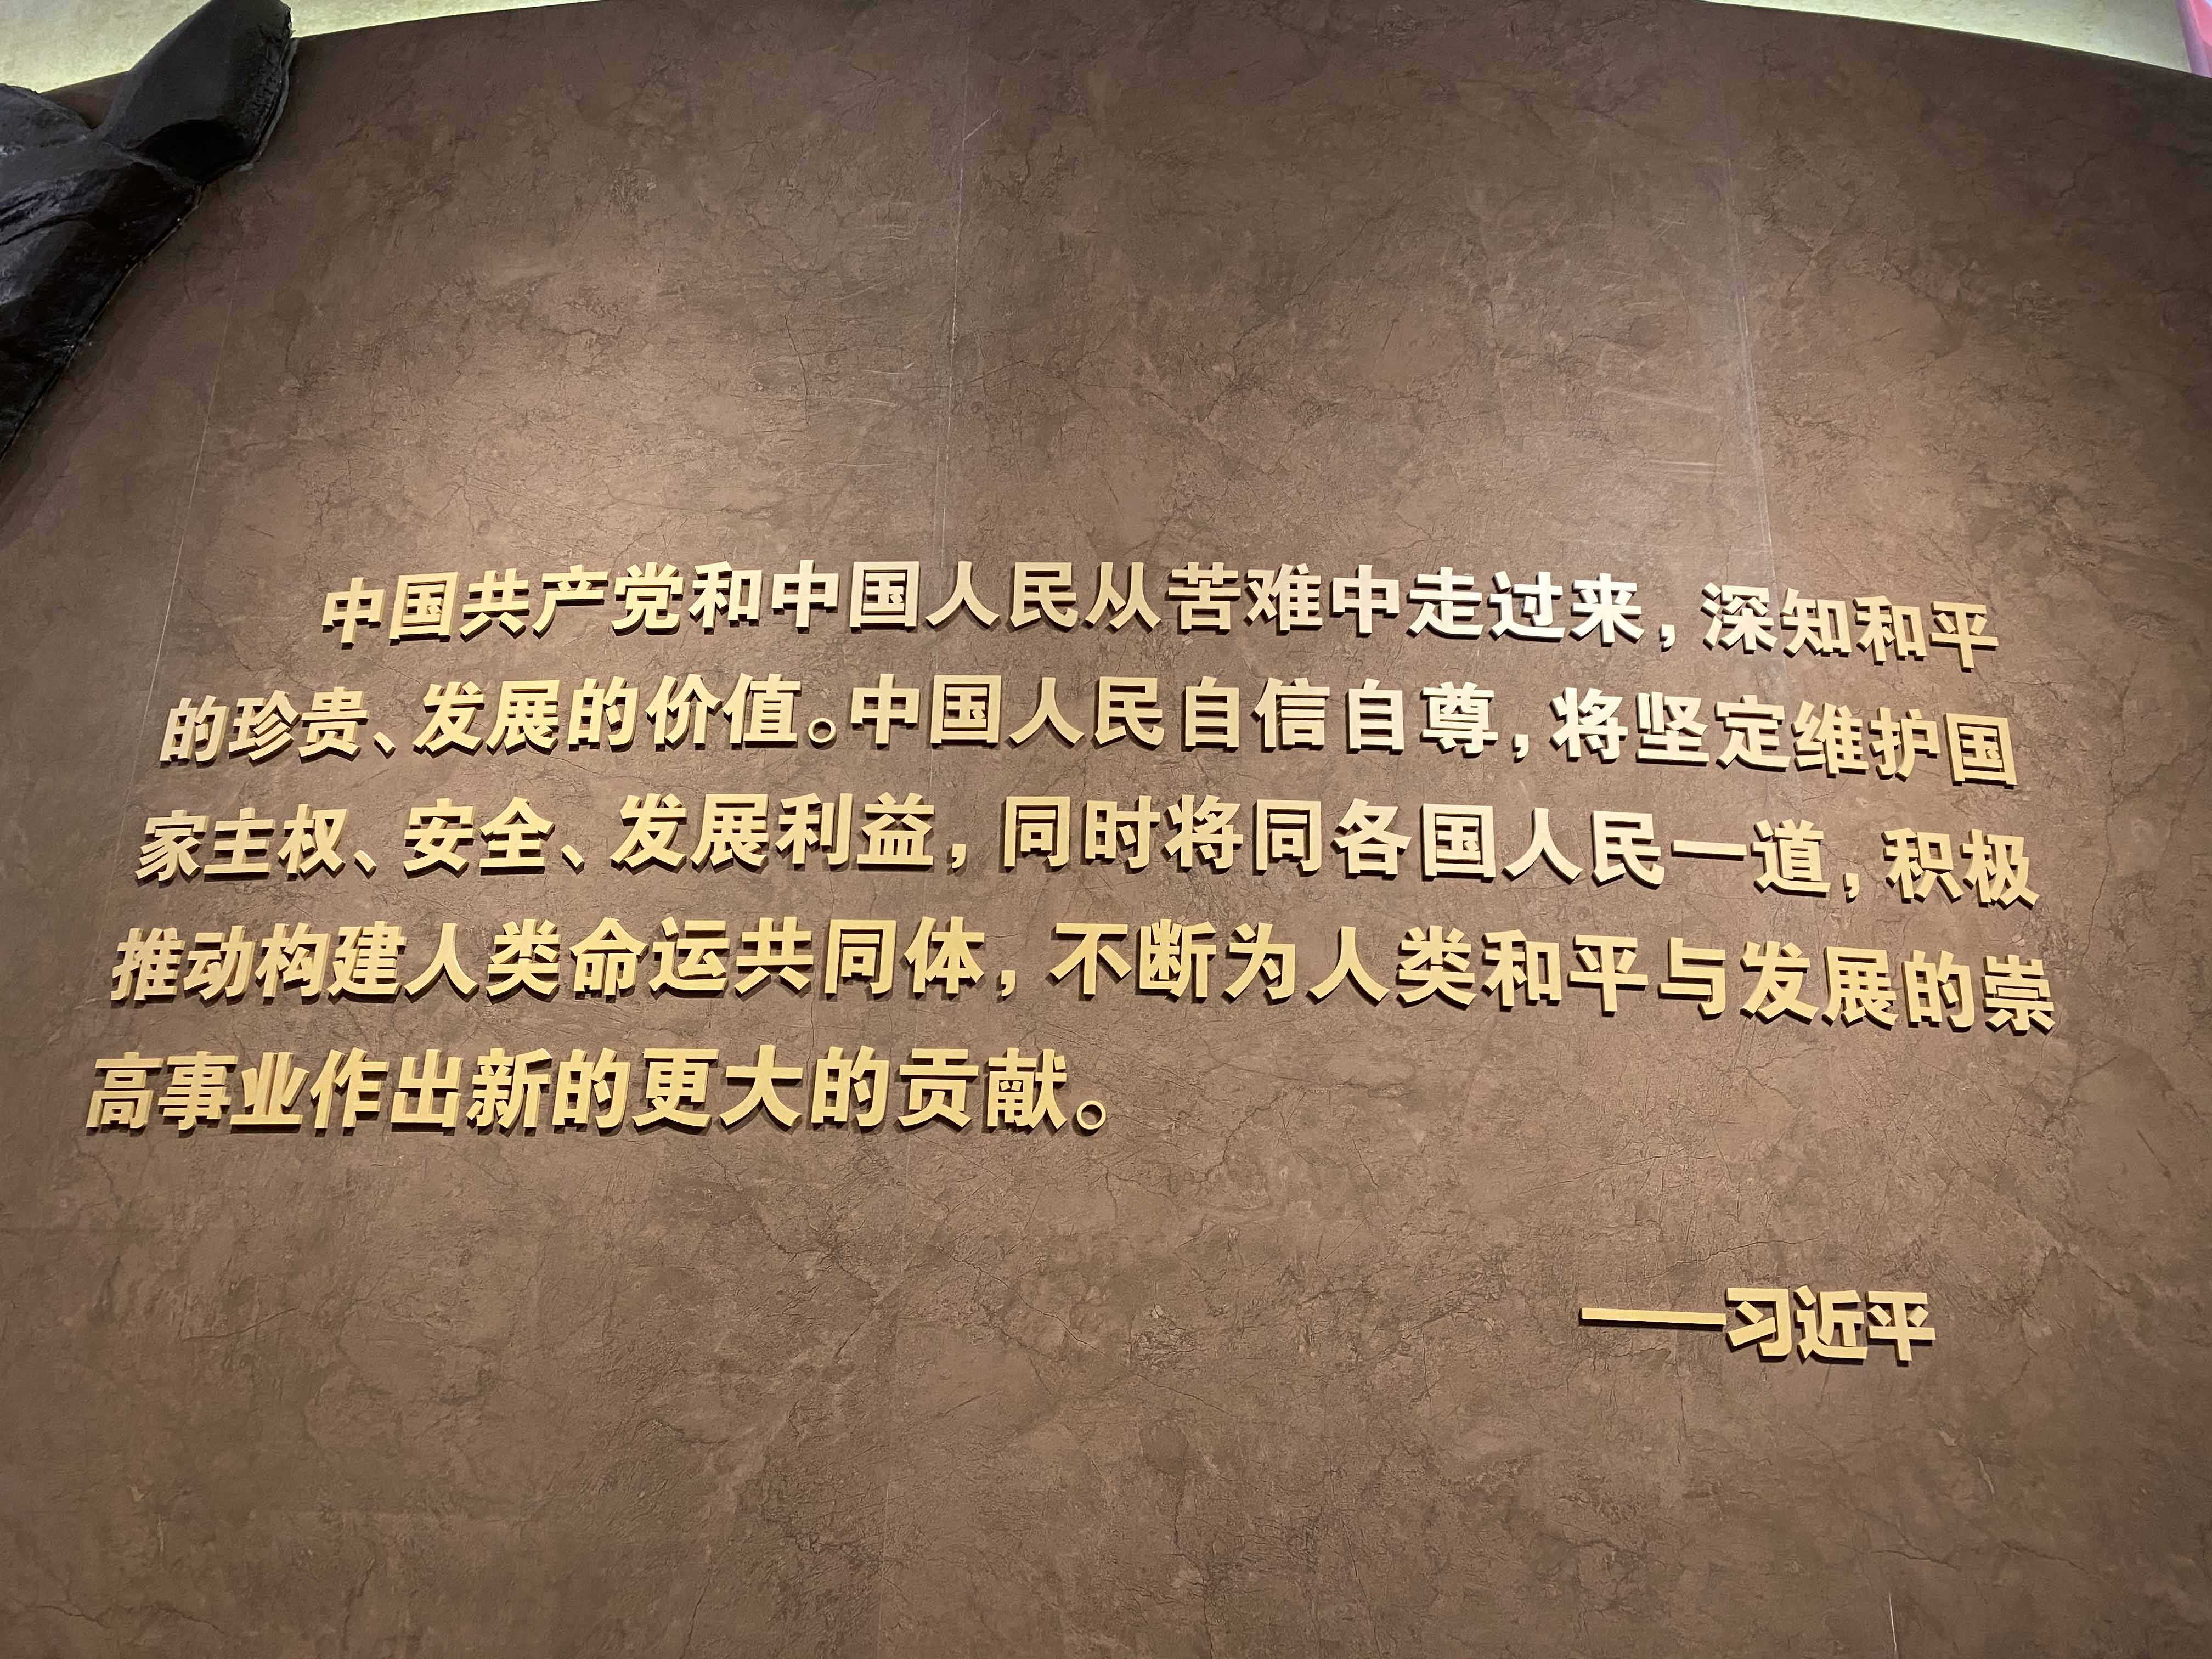 中国共产党和中国人民从苦难中走过来，深知和平
的珍贵、发展的价值。中国人民自信自尊，将坚定维护国
家主权、安全、发展利益，同时将同各国人民一道，积极
推动构建人类命运共同体，不断为人类和平与发展的崇
高事业作出新的更大的贡献。
——习近平